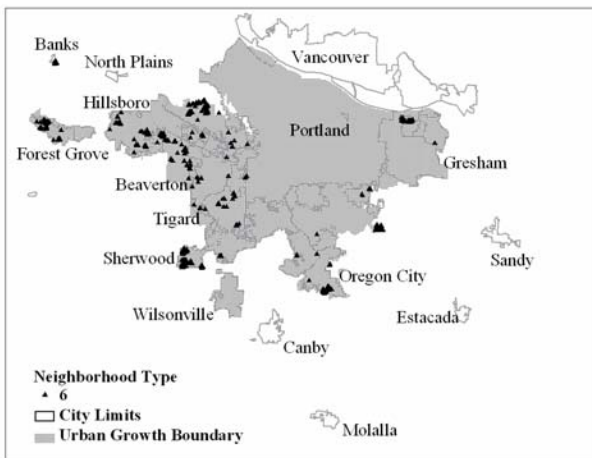 Banks
North Plains
Vancouver
Hillsboro
Portland
Forest Grove
Gresham
Beaverton
Tigard
Sherwood
Sandy
Oregon City
Wilsonville
Estacada
Canby
Neighborhood Type
6
City Limits
Urban Growth Boundary
Molalla